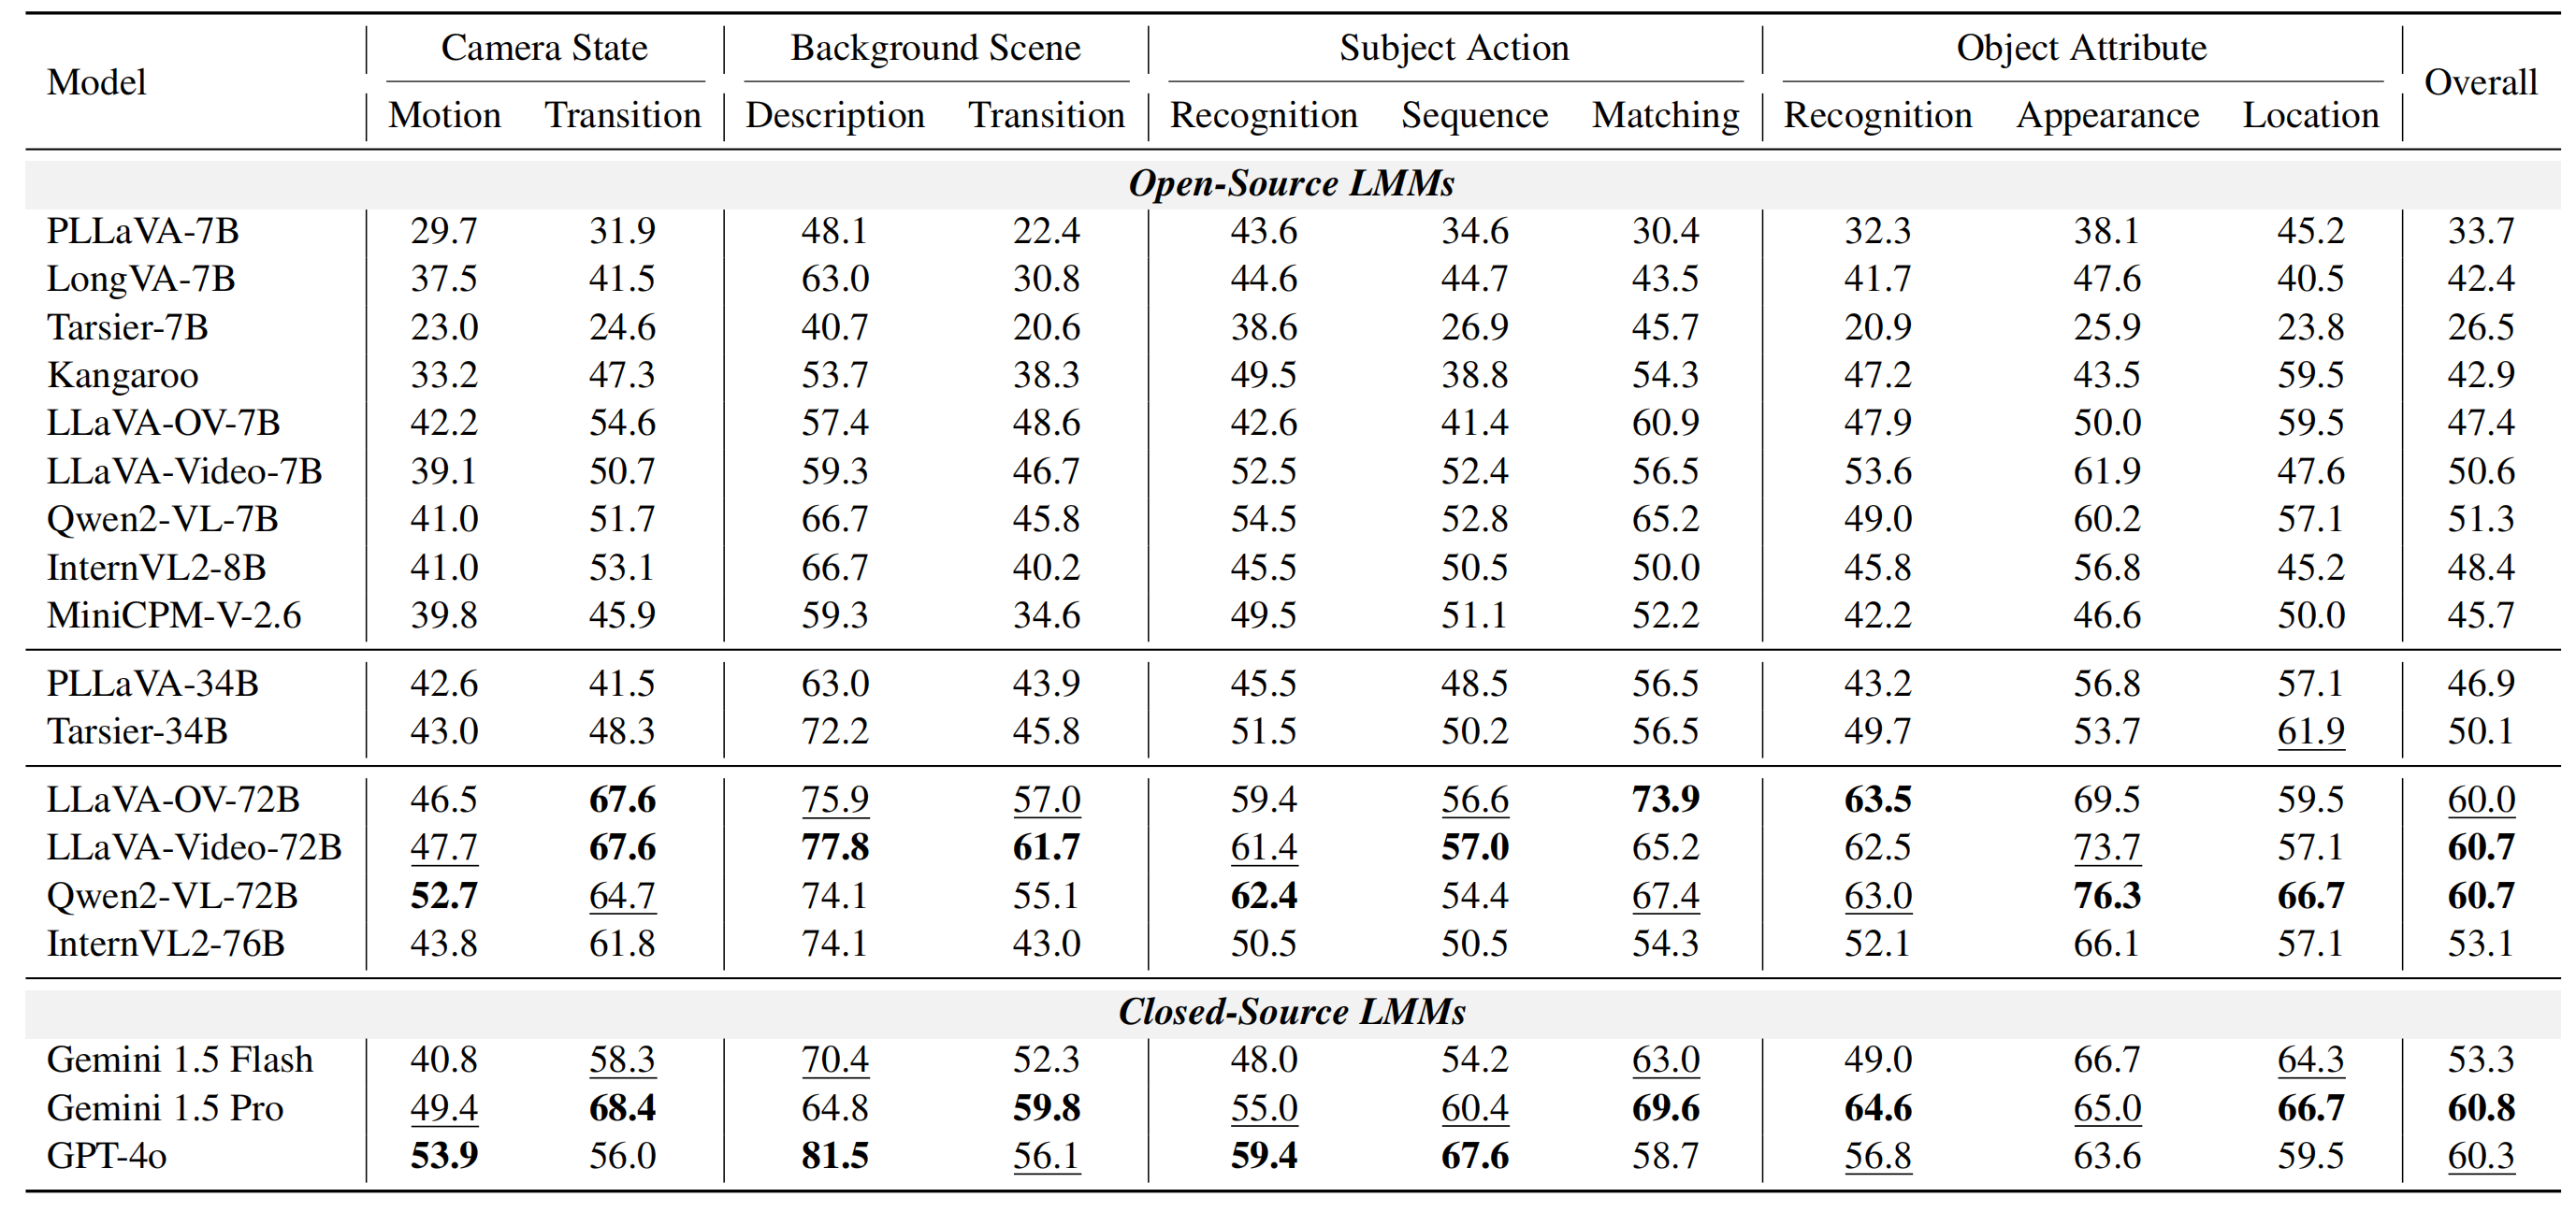 Model Camera State Background Scene Subject Action Object Attribute Overall
Motion Transition Description Transition Recognition Sequence Matching Recognition Appearance Location
Open-Source LMMs
PLLaVA-7B 29.7 31.9 48.1 22.4 43.6 34.6 30.4 32.3 38.1 45.2 33.7
LongVA-7B 37.5 41.5 63.0 30.8 44.6 44.7 43.5 41.7 47.6 40.5 42.4
Tarsier-7B 23.0 24.6 40.7 20.6 38.6 26.9 45.7 20.9 25.9 23.8 26.5
Kangaroo 33.2 47.3 53.7 38.3 49.5 38.8 54.3 47.2 43.5 59.5 42.9
LLaVA-OV-7B 42.2 54.6 57.4 48.6 42.6 41.4 60.9 47.9 50.0 59.5 47.4
LLaVA-Video-7B 39.1 50.7 59.3 46.7 52.5 52.4 56.5 53.6 61.9 47.6 50.6
Qwen2-VL-7B 41.0 51.7 66.7 45.8 54.5 52.8 65.2 49.0 60.2 57.1 51.3
InternVL2-8B 41.0 53.1 66.7 40.2 45.5 50.5 50.0 45.8 56.8 45.2 48.4
MiniCPM-V-2.6 39.8 45.9 59.3 34.6 49.5 51.1 52.2 42.2 46.6 50.0 45.7
PLLaVA-34B 42.6 41.5 63.0 43.9 45.5 48.5 56.5 43.2 56.8 57.1 46.9
Tarsier-34B 43.0 48.3 72.2 45.8 51.5 50.2 56.5 49.7 53.7 61.9 50.1
LLaVA-OV-72B 46.5 67.6 75.9 57.0 59.4 56.6 73.9 63.5 69.5 59.5 60.0
LLaVA-Video-72B 47.7 67.6 77.8 61.7 61.4 57.0 65.2 62.5 73.7 57.1 60.7
Qwen2-VL-72B 52.7 64.7 74.1 55.1 62.4 54.4 67.4 63.0 76.3 66.7 60.7
InternVL2-76B 43.8 61.8 74.1 43.0 50.5 50.5 54.3 52.1 66.1 57.1 53.1
Closed-Source LMMs
Gemini 1.5 Flash 40.8 58.3 70.4 52.3 48.0 54.2 63.0 49.0 66.7 64.3 53.3
Gemini 1.5 Pro 49.4 68.4 64.8 59.8 55.0 60.4 69.6 64.6 65.0 66.7 60.8
GPT-4o 53.9 56.0 81.5 56.1 59.4 67.6 58.7 56.8 63.6 59.5 60.3